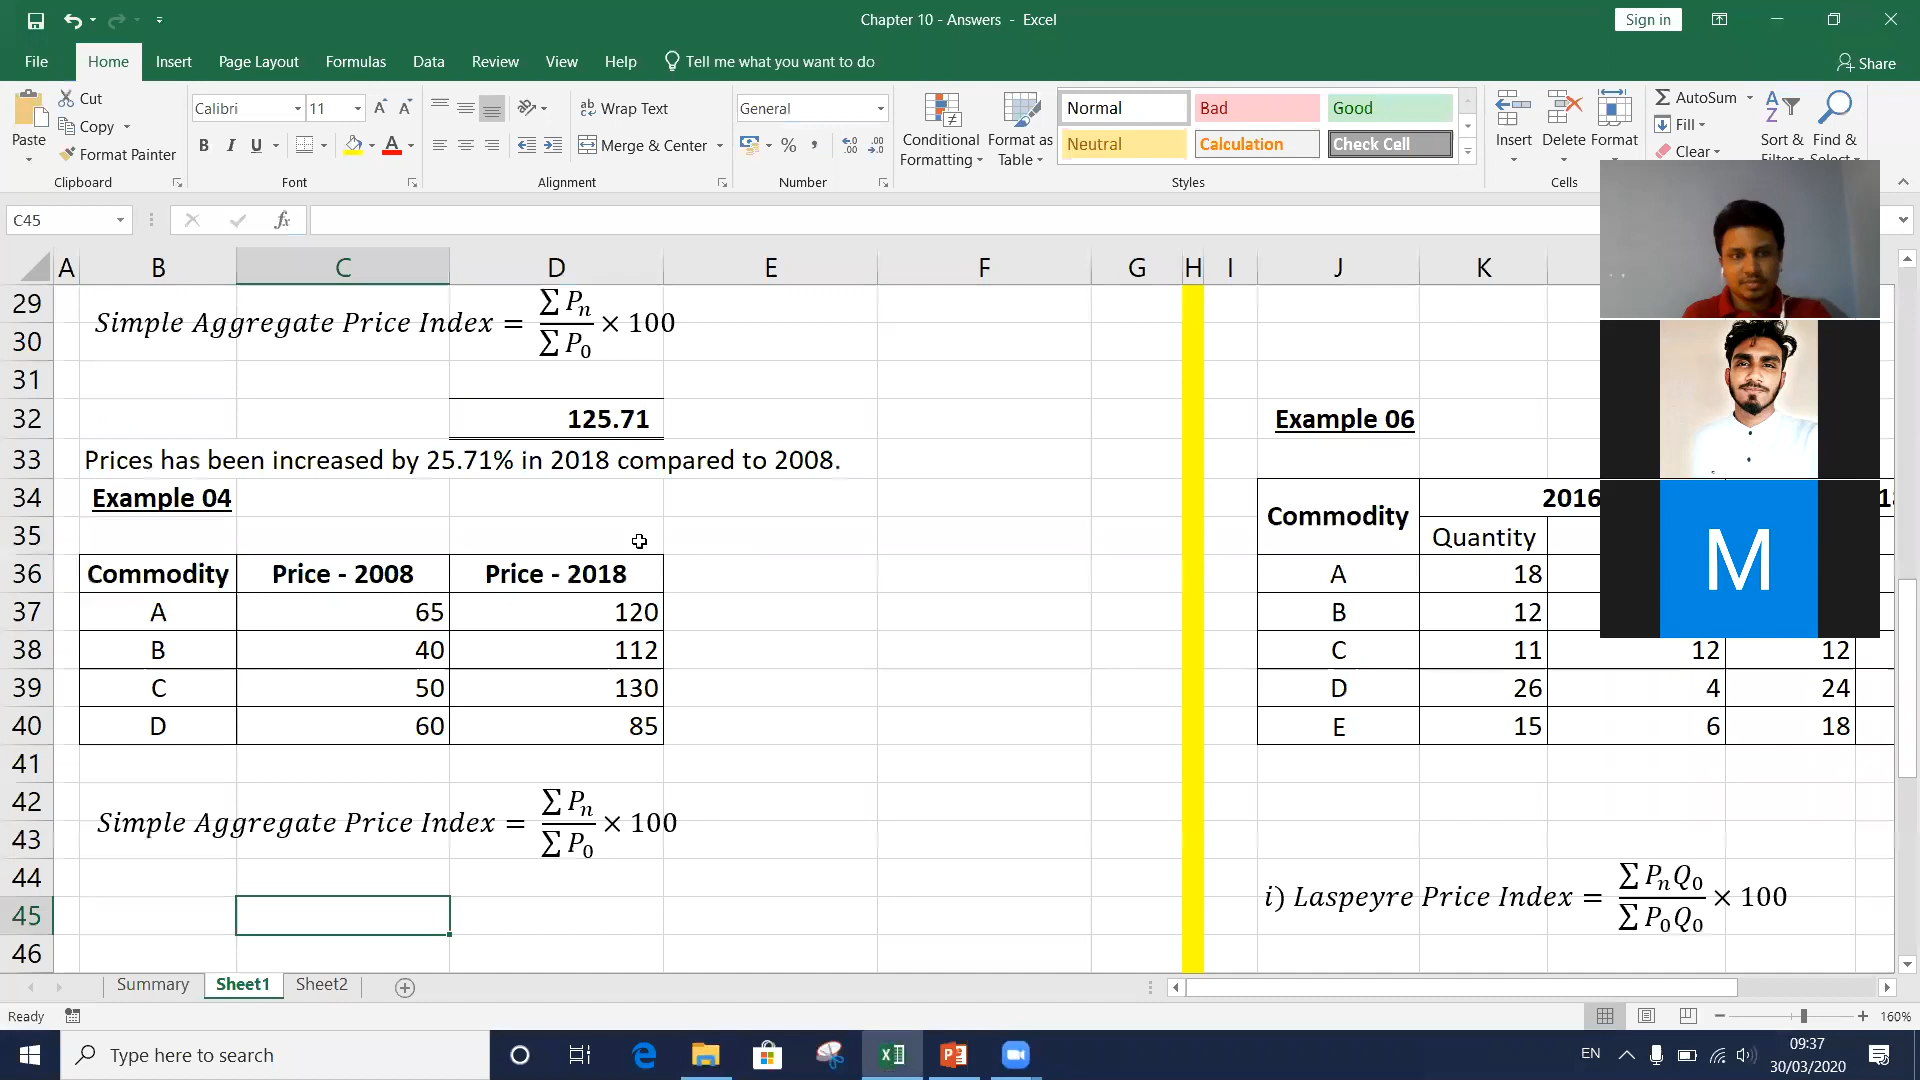 Chapter 10 - Answers - Excel
Sign in
File Home Insert Page Layout Formulas Data Review View Help Tell me what you want to do
Share
Paste
Cut
Copy
Format Painter
Clipboard
Calibri 11
B I U
Font
Wrap Text
Merge & Center
Alignment
General
Number
Conditional Formatting
Format as Table
Normal Bad Good
Neutral Calculation Check Cell
Styles
Insert Delete Format
Cells
AutoSum
Fill
Clear
Sort &
Find &
C45
fx
A B C D E F G H I J K
29
30
31
32
33
34
35
36
37
38
39
40
41
42
43
44
45
46
Simple Aggregate Price Index = ∑ Pₙ / ∑ P₀ × 100
125.71
Prices has been increased by 25.71% in 2018 compared to 2008.
Example 04
Commodity Price - 2008 Price - 2018
A 65 120
B 40 112
C 50 130
D 60 85
Simple Aggregate Price Index = ∑ Pₙ / ∑ P₀ × 100
Example 06
Commodity 2016
Quantity
A 18
B 12
C 11 12 12
D 26 4 24
E 15 6 18
i) Laspeyre Price Index = ∑ PₙQ₀ / ∑ P₀Q₀ × 100
M
Summary Sheet1 Sheet2
Ready
160%
Type here to search
EN
09:37
30/03/2020